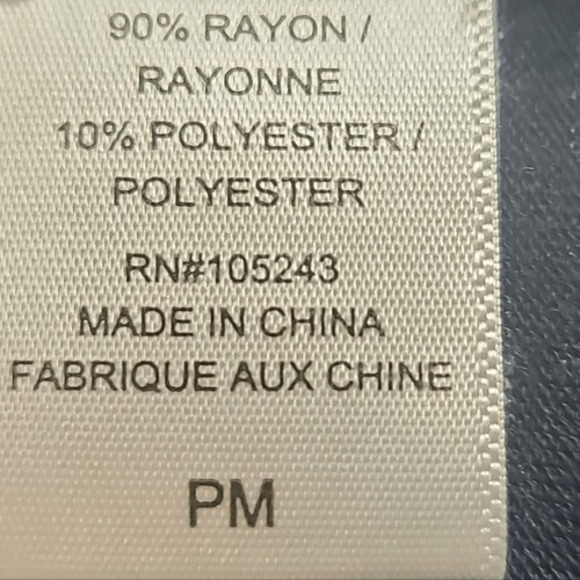 90% RAYON /
RAYONNE
10% POLYESTER /
POLYESTER
RN#105243
MADE IN CHINA
FABRIQUE AUX CHINE
PM